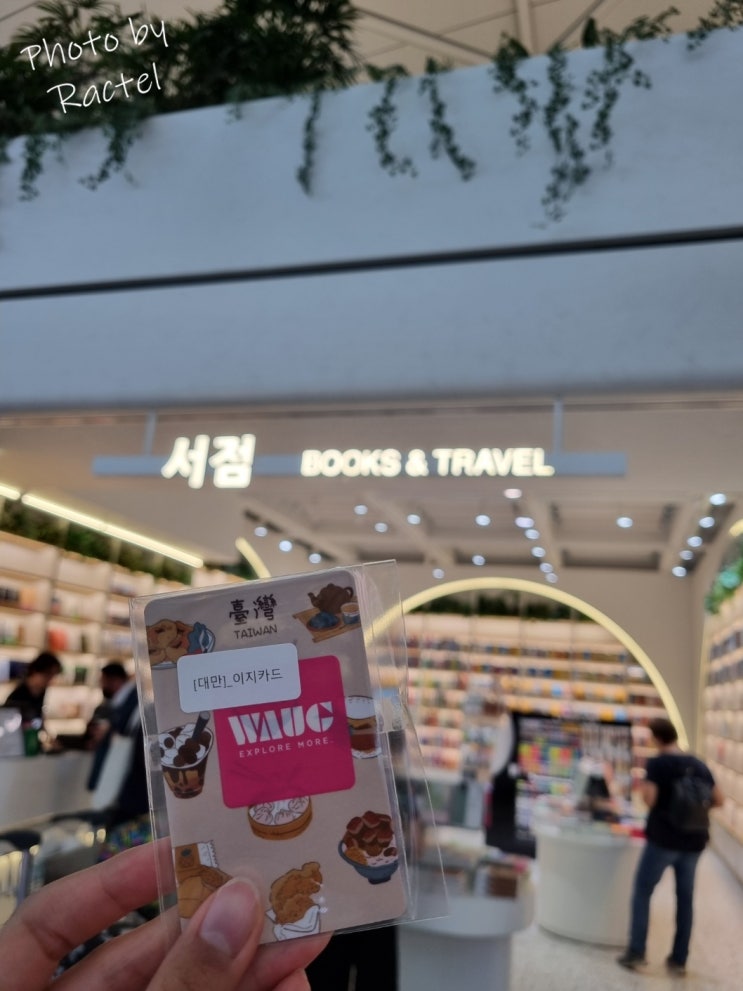 Photo by
Ractel
서점 BOOKS & TRAVEL
臺灣
TAIWAN
[대만]_이지카드
WAUG
EXPLORE MORE.